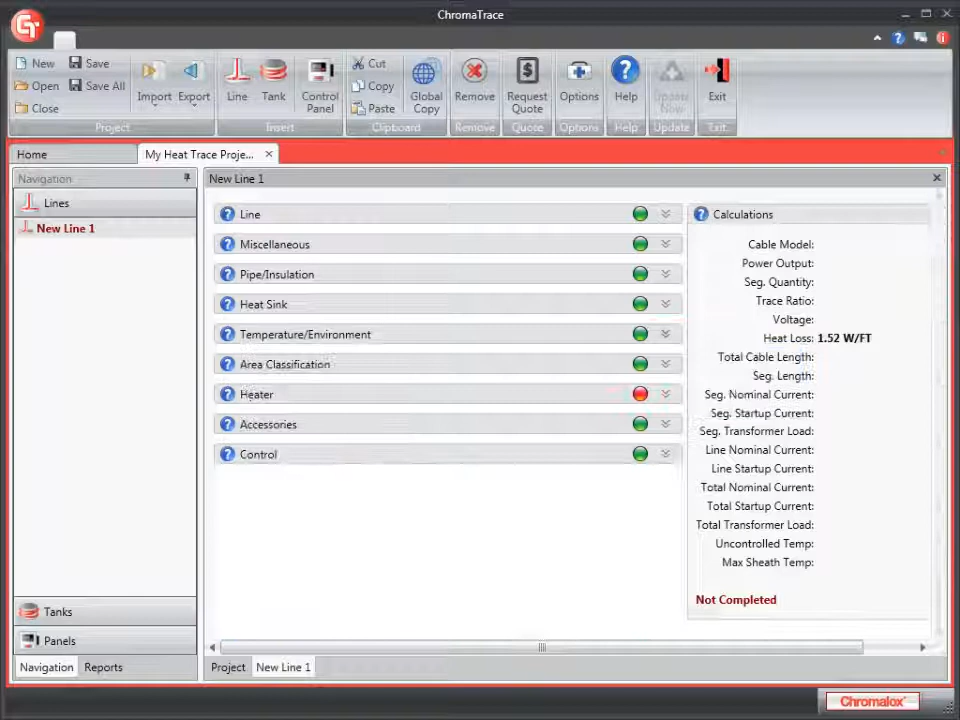 ChromaTrace
New Save
Open Save All
Close
Import Export
Project
Line Tank Control Panel
Insert
Cut
Copy
Paste
Global Copy
Clipboard
Remove
Remove
Request Quote
Quote
Options
Options
Help
Help
Update Now
Update
Exit
Exit
Home My Heat Trace Proje...
Navigation
Lines
New Line 1
Tanks
Panels
Navigation Reports
New Line 1
Line
Miscellaneous
Pipe/Insulation
Heat Sink
Temperature/Environment
Area Classification
Heater
Accessories
Control
Calculations
Cable Model:
Power Output:
Seg. Quantity:
Trace Ratio:
Voltage:
Heat Loss: 1.52 W/FT
Total Cable Length:
Seg. Length:
Seg. Nominal Current:
Seg. Startup Current:
Seg. Transformer Load:
Line Nominal Current:
Line Startup Current:
Total Nominal Current:
Total Startup Current:
Total Transformer Load:
Uncontrolled Temp:
Max Sheath Temp:
Not Completed
Project New Line 1
Chromalox